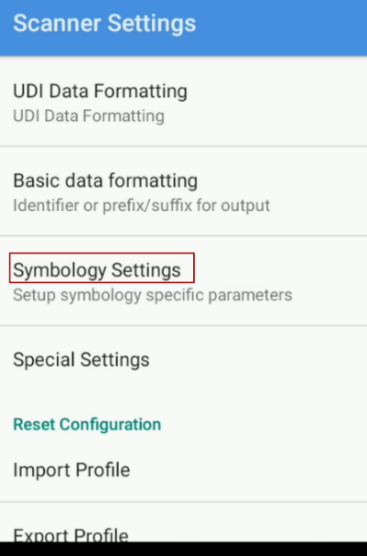 Scanner Settings
UDI Data Formatting
UDI Data Formatting
Basic data formatting
Identifier or prefix/suffix for output
Symbology Settings
Setup symbology specific parameters
Special Settings
Reset Configuration
Import Profile
Export Profile